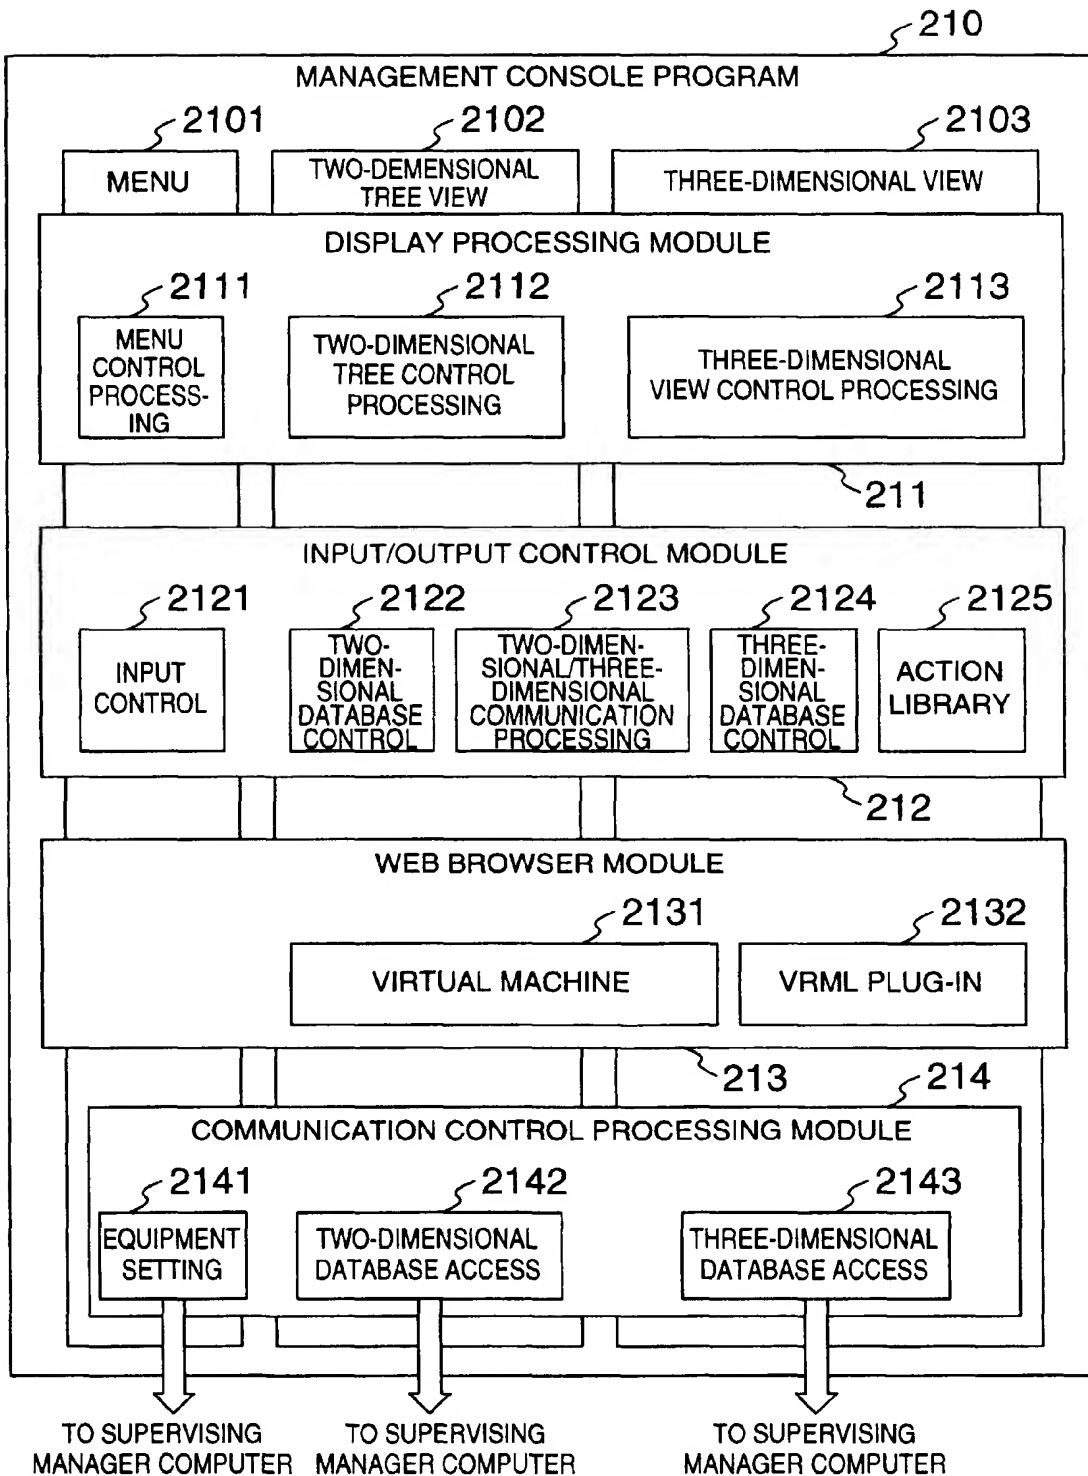 210
MANAGEMENT CONSOLE PROGRAM
2101
2102
2103
MENU
TWO-DEMENSIONAL
TREE VIEW
THREE-DIMENSIONAL VIEW
DISPLAY PROCESSING MODULE
2111
2112
2113
MENU
CONTROL
PROCESS-
ING
TWO-DIMENSIONAL
TREE CONTROL
PROCESSING
THREE-DIMENSIONAL
VIEW CONTROL PROCESSING
211
INPUT/OUTPUT CONTROL MODULE
2121
2122
2123
2124
2125
INPUT
CONTROL
TWO-
DIMEN-
SIONAL
DATABASE
CONTROL
TWO-DIMEN-
SIONAL/THREE-
DIMENSIONAL
COMMUNICATION
PROCESSING
THREE-
DIMEN-
SIONAL
DATABASE
CONTROL
ACTION
LIBRARY
212
WEB BROWSER MODULE
2131
2132
VIRTUAL MACHINE
VRML PLUG-IN
213
214
COMMUNICATION CONTROL PROCESSING MODULE
2141
2142
2143
EQUIPMENT
SETTING
TWO-DIMENSIONAL
DATABASE ACCESS
THREE-DIMENSIONAL
DATABASE ACCESS
TO SUPERVISING
MANAGER COMPUTER
TO SUPERVISING
MANAGER COMPUTER
TO SUPERVISING
MANAGER COMPUTER